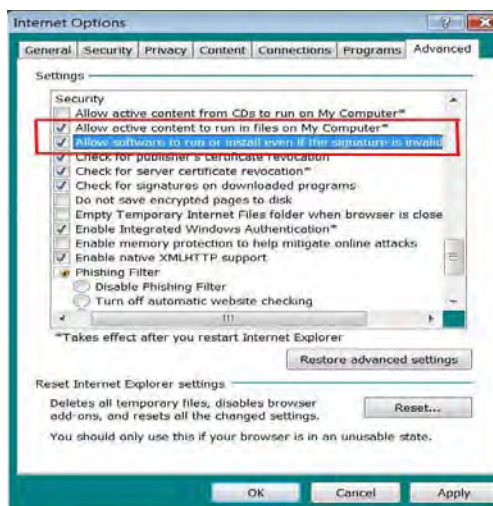 Internet Options
General Security Privacy Content Connections Programs Advanced
Settings
Security
Allow active content from CDs to run on My Computer*
Allow active content to run in files on My Computer*
Allow software to run or install even if the signature is invalid
Check for publisher's certificate revocation
Check for server certificate revocation*
Check for signatures on downloaded programs
Do not save encrypted pages to disk
Empty Temporary Internet Files folder when browser is close
Enable Integrated Windows Authentication*
Enable memory protection to help mitigate online attacks
Enable native XMLHTTP support
Phishing Filter
Disable Phishing Filter
Turn off automatic website checking
*Takes effect after you restart Internet Explorer
Restore advanced settings
Reset Internet Explorer settings
Deletes all temporary files, disables browser
add-ons, and resets all the changed settings.
Reset...
You should only use this if your browser is in an unusable state.
OK Cancel Apply